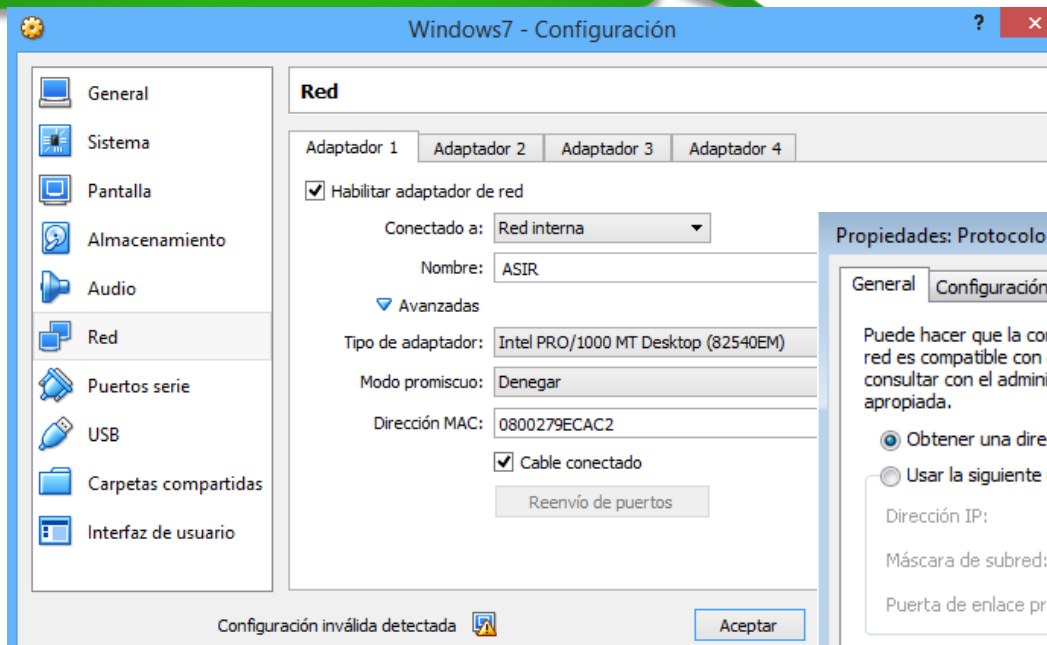 Windows7 - Configuración
?
General
Sistema
Pantalla
Almacenamiento
Audio
Red
Puertos serie
USB
Carpetas compartidas
Interfaz de usuario
Red
Adaptador 1 Adaptador 2 Adaptador 3 Adaptador 4
Habilitar adaptador de red
Conectado a: Red interna
Nombre: ASIR
Avanzadas
Tipo de adaptador: Intel PRO/1000 MT Desktop (82540EM)
Modo promiscuo: Denegar
Dirección MAC: 0800279ECAC2
Cable conectado
Reenvío de puertos
Configuración inválida detectada
Aceptar
Propiedades: Protocolo
General Configuración
Puede hacer que la
red es compatible con
consultar con el
apropiada.
Obtener una
Usar la siguiente
Dirección IP:
Máscara de subred:
Puerta de enlace